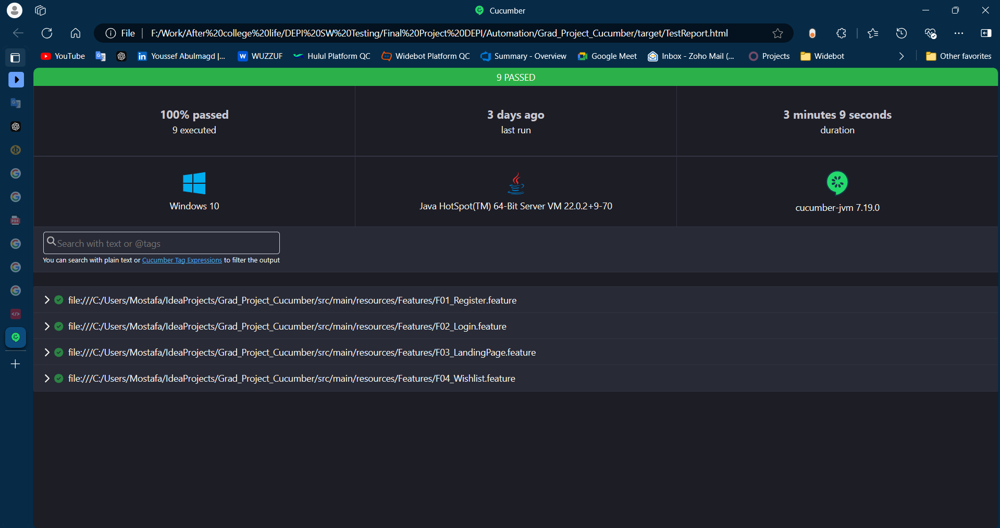 Cucumber
File
F:/Work/After%20college%20life/DEPI%20SW%20Testing/Final%20Project%20DEPI/Automation/Grad_Project_Cucumber/target/TestReport.html
YouTube
Youssef Abulmagd |...
WUZZUF
Hulul Platform QC
Widebot Platform QC
Summary - Overview
Google Meet
Inbox - Zoho Mail (...
Projects
Widebot
Other favorites
9 PASSED
100% passed
9 executed
3 days ago
last run
3 minutes 9 seconds
duration
Windows 10
Java HotSpot(TM) 64-Bit Server VM 22.0.2+9-70
cucumber-jvm 7.19.0
Search with text or @tags
You can search with plain text or Cucumber Tag Expressions to filter the output
file:///C:/Users/Mostafa/IdeaProjects/Grad_Project_Cucumber/src/main/resources/Features/F01_Register.feature
file:///C:/Users/Mostafa/IdeaProjects/Grad_Project_Cucumber/src/main/resources/Features/F02_Login.feature
file:///C:/Users/Mostafa/IdeaProjects/Grad_Project_Cucumber/src/main/resources/Features/F03_LandingPage.feature
file:///C:/Users/Mostafa/IdeaProjects/Grad_Project_Cucumber/src/main/resources/Features/F04_Wishlist.feature